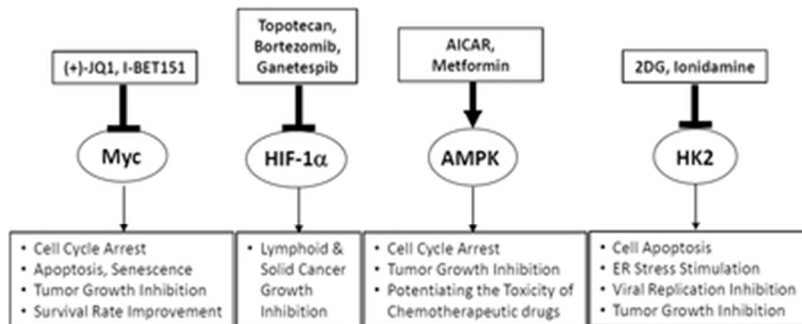 (+)-JQ1, I-BET151
Topotecan,
Bortezomib,
Ganetespib
AICAR,
Metformin
2DG, Ionidamine
Myc
HIF-1α
AMPK
HK2
• Cell Cycle Arrest
• Apoptosis, Senescence
• Tumor Growth Inhibition
• Survival Rate Improvement
• Lymphoid &
Solid Cancer
Growth
Inhibition
• Cell Cycle Arrest
• Tumor Growth Inhibition
• Potentiating the Toxicity of
Chemotherapeutic drugs
• Cell Apoptosis
• ER Stress Stimulation
• Viral Replication Inhibition
• Tumor Growth Inhibition